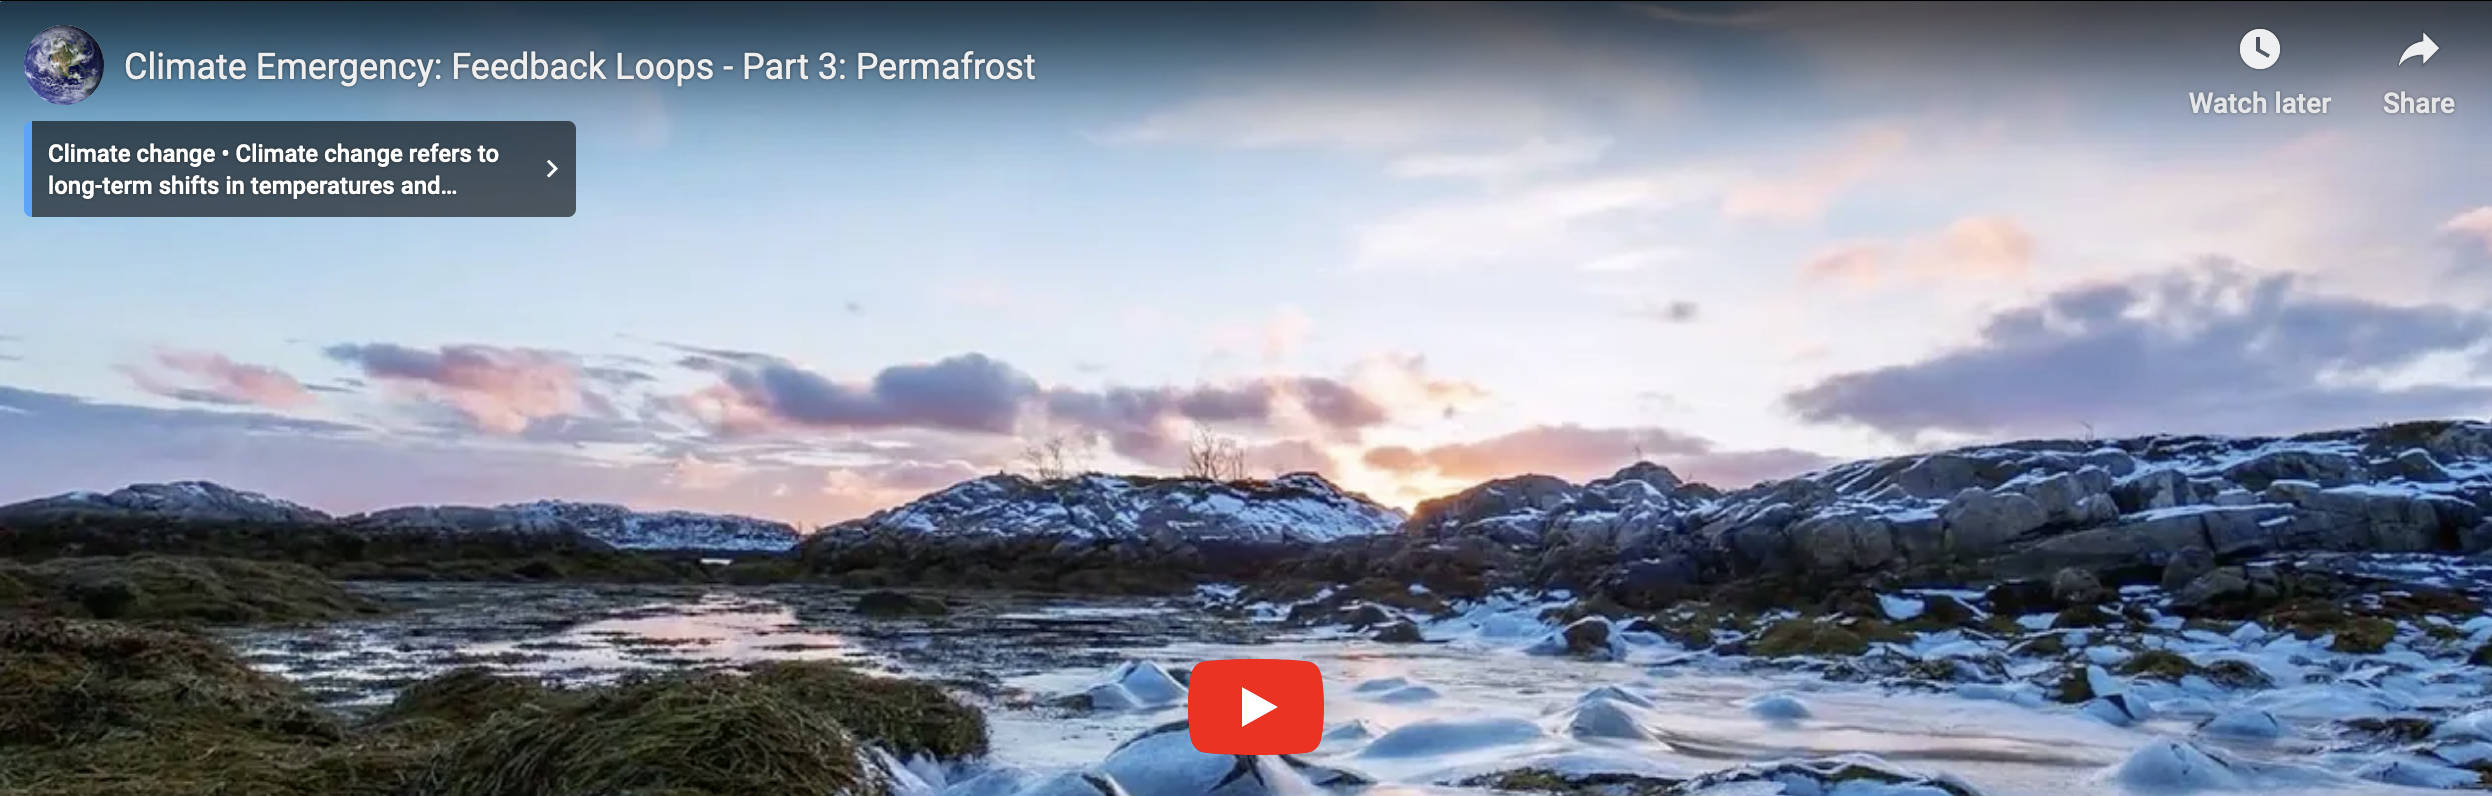 Climate Emergency: Feedback Loops - Part 3: Permafrost
Watch later
Share
Climate change • Climate change refers to
long-term shifts in temperatures and...